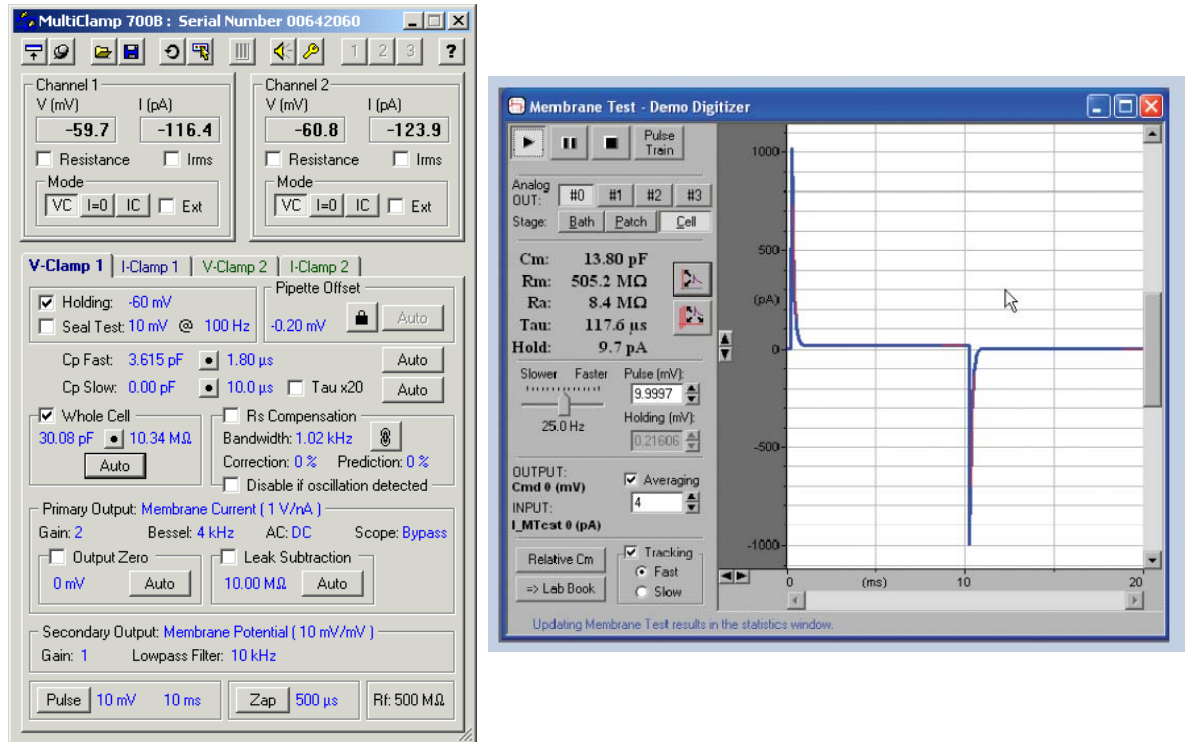 MultiClamp 700B : Serial Number 00642060
1 2 3 ?
Channel 1
V (mV) I (pA)
-59.7 -116.4
Resistance Irms
Mode
VC I=0 IC Ext
Channel 2
V (mV) I (pA)
-60.8 -123.9
Resistance Irms
Mode
VC I=0 IC Ext
V-Clamp 1 I-Clamp 1 V-Clamp 2 I-Clamp 2
Holding: -60 mV
Seal Test: 10 mV @ 100 Hz
Pipette Offset
-0.20 mV Auto
Cp Fast: 3.615 pF 1.80 µs Auto
Cp Slow: 0.00 pF 10.0 µs Tau x20 Auto
Whole Cell
30.08 pF 10.34 MΩ
Auto
Rs Compensation
Bandwidth: 1.02 kHz
Correction: 0 % Prediction: 0 %
Disable if oscillation detected
Primary Output: Membrane Current ( 1 V/nA )
Gain: 2 Bessel: 4 kHz AC: DC Scope: Bypass
Output Zero
0 mV Auto
Leak Subtraction
10.00 MΩ Auto
Secondary Output: Membrane Potential ( 10 mV/mV )
Gain: 1 Lowpass Filter: 10 kHz
Pulse 10 mV 10 ms Zap 500 µs Rf: 500 MΩ
Membrane Test - Demo Digitizer
Pulse
Train
Analog
OUT: #0 #1 #2 #3
Stage: Bath Patch Cell
Cm: 13.80 pF
Rm: 505.2 MΩ
Ra: 8.4 MΩ
Tau: 117.6 µs
Hold: 9.7 pA
Slower Faster
25.0 Hz
Pulse (mV):
9.9997
Holding (mV):
0.21606
OUTPUT:
Cmd 0 (mV)
INPUT:
I_MTest 0 (pA)
Averaging
4
Relative Cm
=> Lab Book
Tracking
Fast
Slow
1000
500
(pA)
0
-500
-1000
0 (ms) 10 20
Updating Membrane Test results in the statistics window.